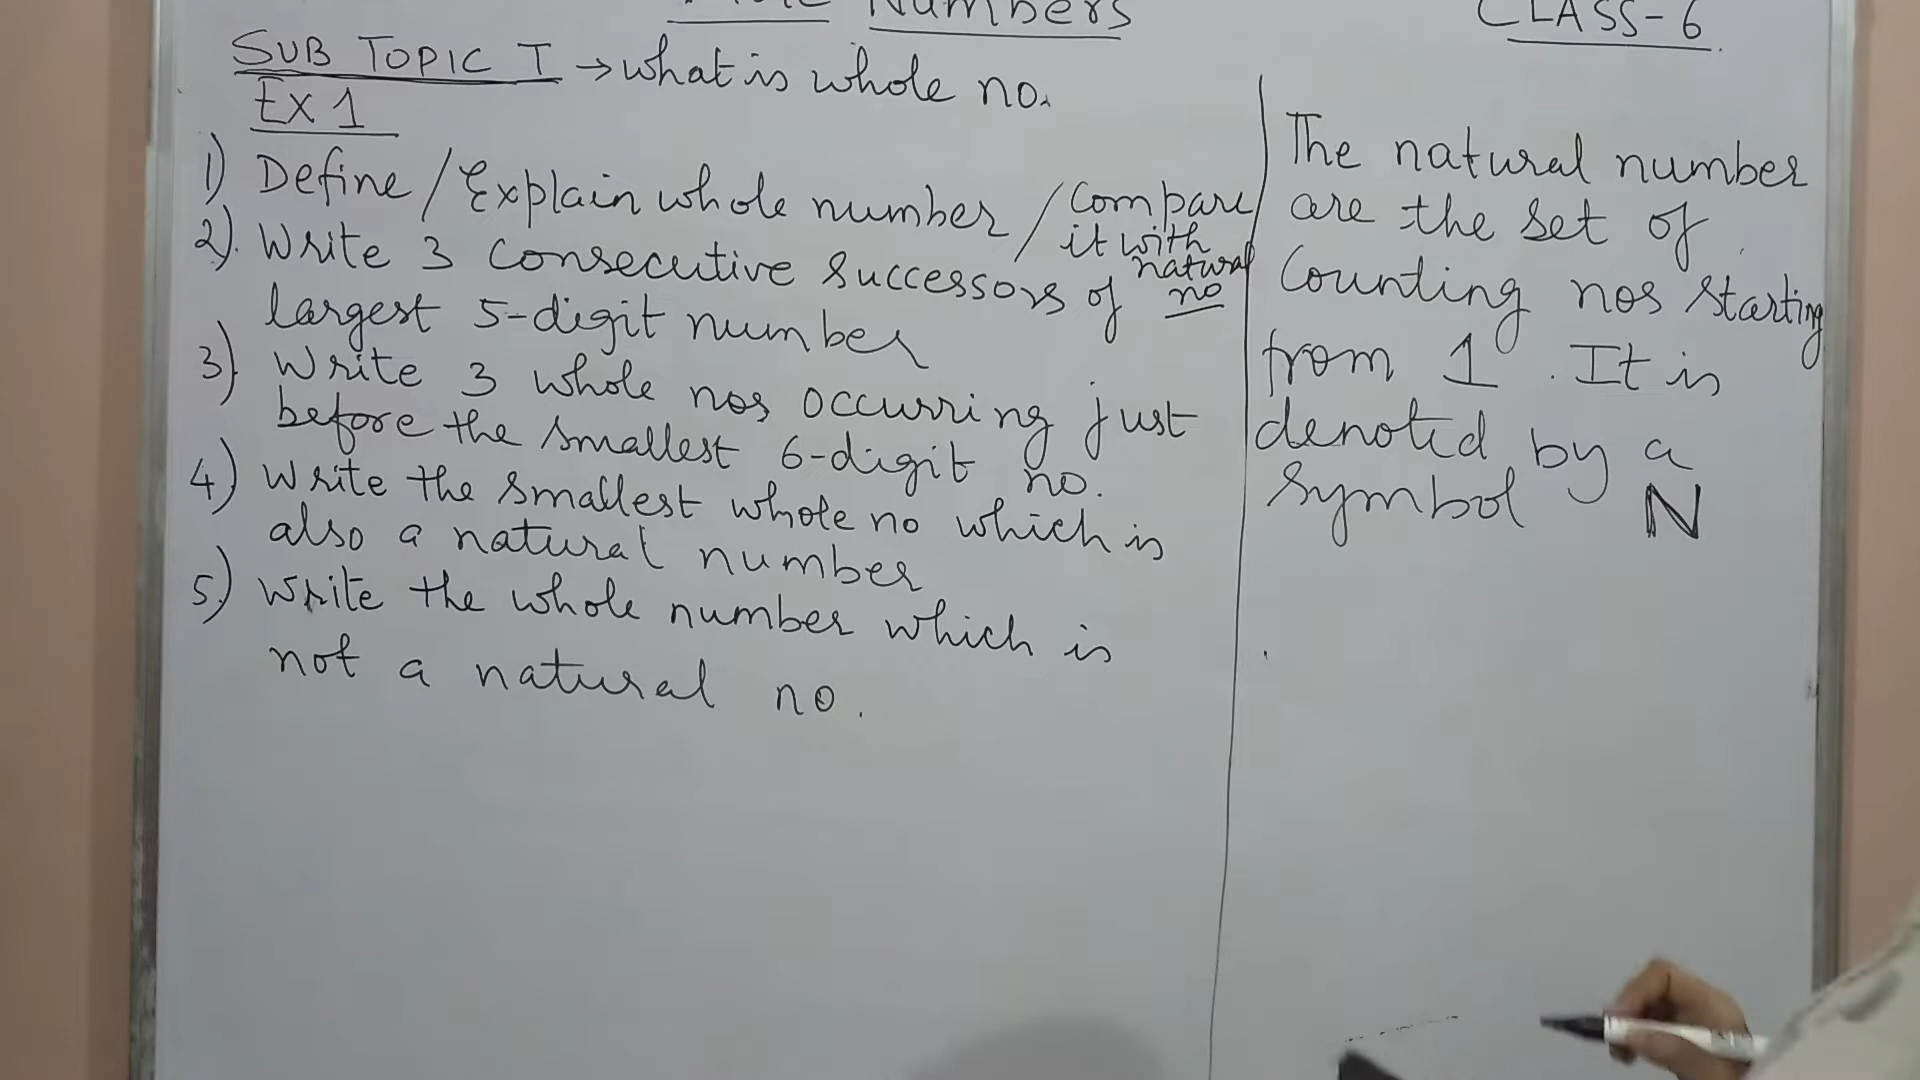 Numbers
CLASS-6
SUB TOPIC I → what is whole no.
Ex 1
1) Define / Explain whole number / compare it with natural no
2) Write 3 consecutive successors of
largest 5-digit number
3) Write 3 whole nos occurring just
before the smallest 6-digit no.
4) Write the smallest whole no which is
also a natural number
5) Write the whole number which is
not a natural no.
The natural number
are the set of
Counting nos starting
from 1. It is
denoted by a
symbol N